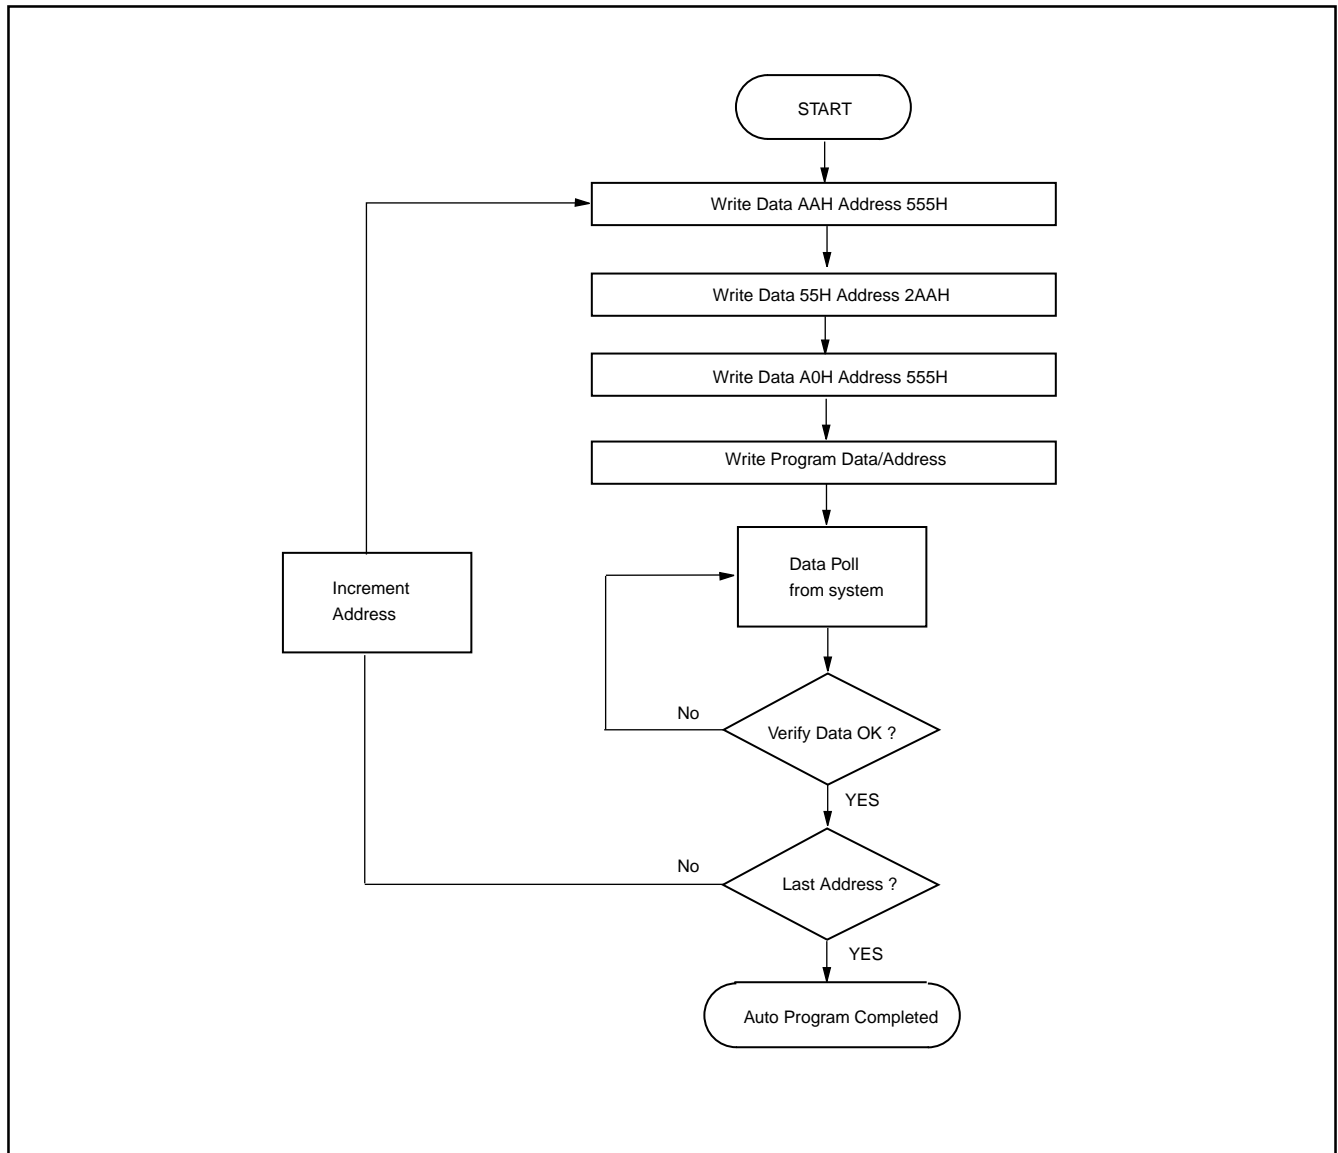 START
Write Data AAH Address 555H
Write Data 55H Address 2AAH
Write Data A0H Address 555H
Write Program Data/Address
Data Poll
from system
Increment
Address
No
Verify Data OK ?
YES
No
Last Address ?
YES
Auto Program Completed